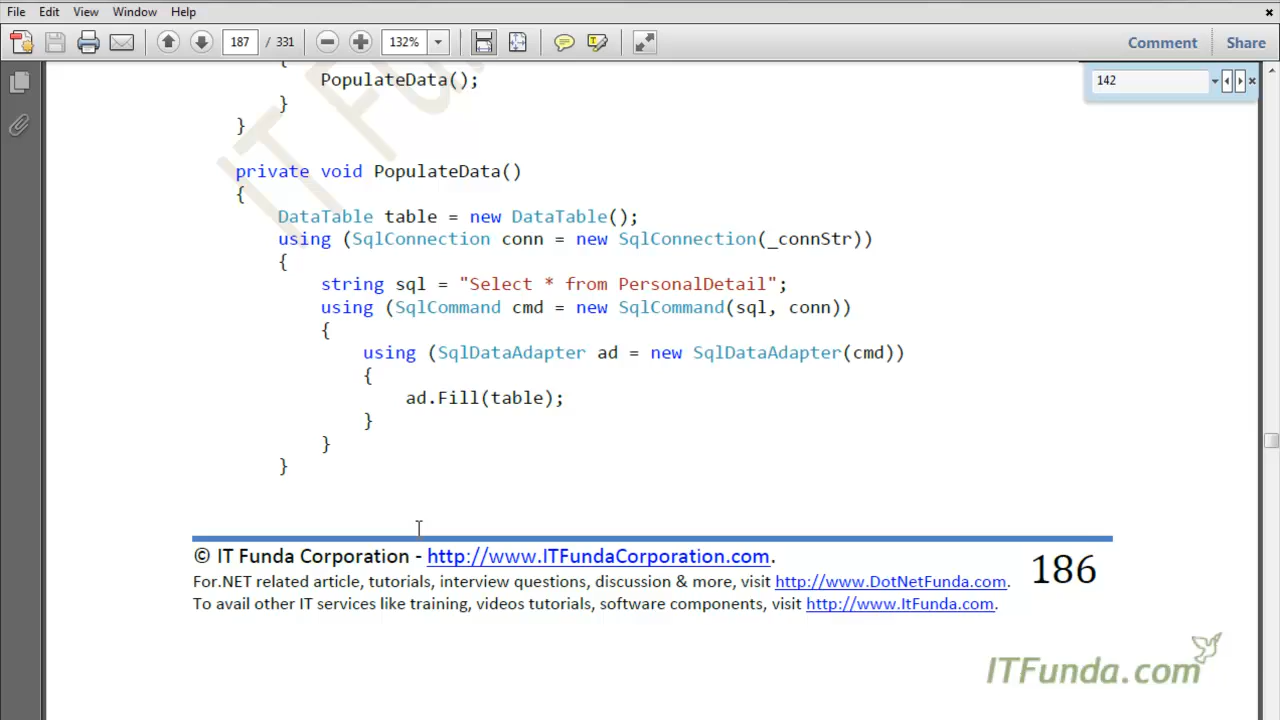 File Edit View Window Help
187 / 331 132% Comment Share
142
{
PopulateData();
}
}
private void PopulateData()
{
DataTable table = new DataTable();
using (SqlConnection conn = new SqlConnection(_connStr))
{
string sql = "Select * from PersonalDetail";
using (SqlCommand cmd = new SqlCommand(sql, conn))
{
using (SqlDataAdapter ad = new SqlDataAdapter(cmd))
{
ad.Fill(table);
}
}
}
© IT Funda Corporation - http://www.ITFundaCorporation.com.
186
For.NET related article, tutorials, interview questions, discussion & more, visit http://www.DotNetFunda.com.
To avail other IT services like training, videos tutorials, software components, visit http://www.ItFunda.com.
ITFunda.com